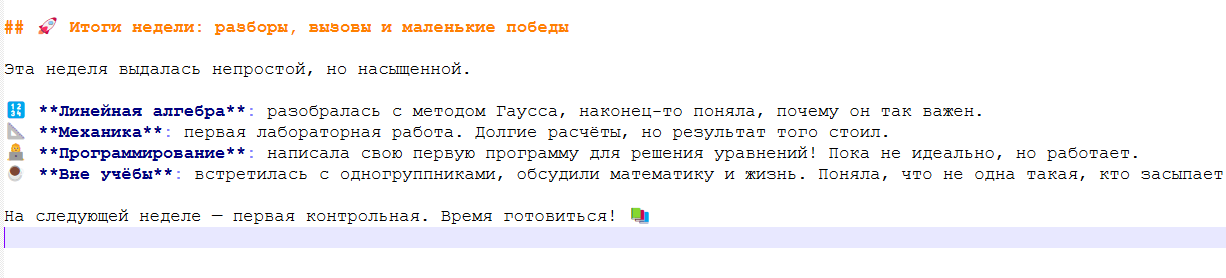 ## 🚀 Итоги недели: разборы, вызовы и маленькие победы
Эта неделя выдалась непростой, но насыщенной.
🔢 **Линейная алгебра**: разобралась с методом Гаусса, наконец-то поняла, почему он так важен.
📐 **Механика**: первая лабораторная работа. Долгие расчёты, но результат того стоил.
🧑‍💻 **Программирование**: написала свою первую программу для решения уравнений! Пока не идеально, но работает.
☕ **Вне учёбы**: встретилась с одногруппниками, обсудили математику и жизнь. Поняла, что не одна такая, кто засыпает
На следующей неделе — первая контрольная. Время готовиться! 📚